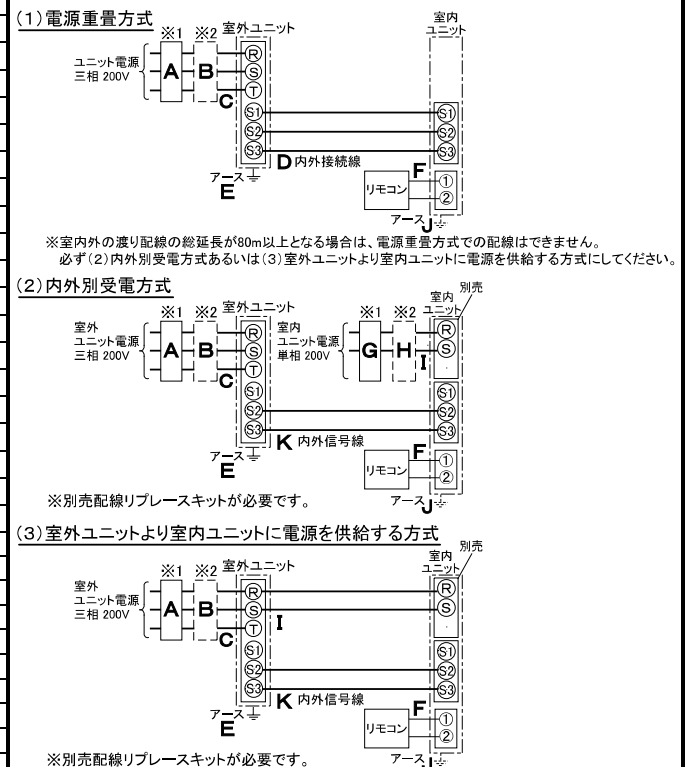 (1)電源重畳方式
※1 ※2 室外ユニット
室内
ユニット
ユニット電源
三相 200V
A
B
C
R
S
T
S1
S2
S3
S1
S2
S3
D 内外接続線
アース
E
リモコン
F
①
②
アース
J
※室内外の渡り配線の総延長が80m以上となる場合は、電源重畳方式での配線はできません。
必ず(2)内外別受電方式あるいは(3)室外ユニットより室内ユニットに電源を供給する方式にしてください。
(2)内外別受電方式
※1 ※2 室外ユニット
※1 ※2
室内
ユニット
別売
室外
ユニット電源
三相 200V
A
B
C
R
S
T
S1
S2
S3
室内
ユニット電源
単相 200V
G
H
I
R
S
S1
S2
S3
K 内外信号線
アース
E
リモコン
F
①
②
アース
J
※別売配線リプレースキットが必要です。
(3)室外ユニットより室内ユニットに電源を供給する方式
※1 ※2 室外ユニット
室内
ユニット
別売
室外
ユニット電源
三相 200V
A
B
C
R
S
T
S1
S2
S3
I
R
S
S1
S2
S3
K 内外信号線
アース
E
リモコン
F
①
②
アース
J
※別売配線リプレースキットが必要です。